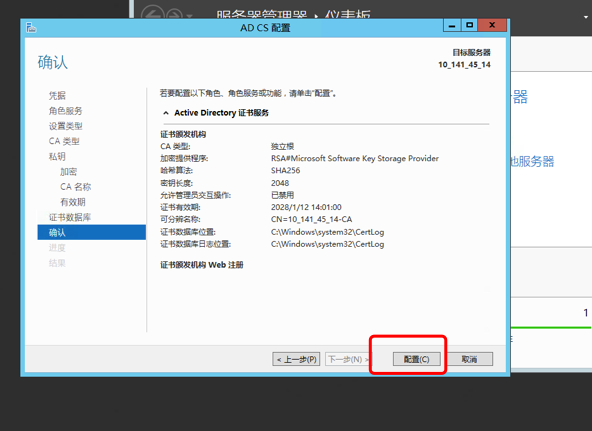 服务器管理器 · 仪表板
AD CS 配置
确认
目标服务器
10_141_45_14
凭据
角色服务
设置类型
CA 类型
私钥
加密
CA 名称
有效期
证书数据库
确认
进度
结果
若要配置以下角色、角色服务或功能，请单击“配置”。
Active Directory 证书服务
证书颁发机构
CA 类型: 独立根
加密提供程序: RSA#Microsoft Software Key Storage Provider
哈希算法: SHA256
密钥长度: 2048
允许管理员交互操作: 已禁用
证书有效期: 2028/1/12 14:01:00
可分辨名称: CN=10_141_45_14-CA
证书数据库位置: C:\Windows\system32\CertLog
证书数据库日志位置: C:\Windows\system32\CertLog
证书颁发机构 Web 注册
< 上一步(P) 下一步(N) > 配置(C) 取消
务器
他服务器
1